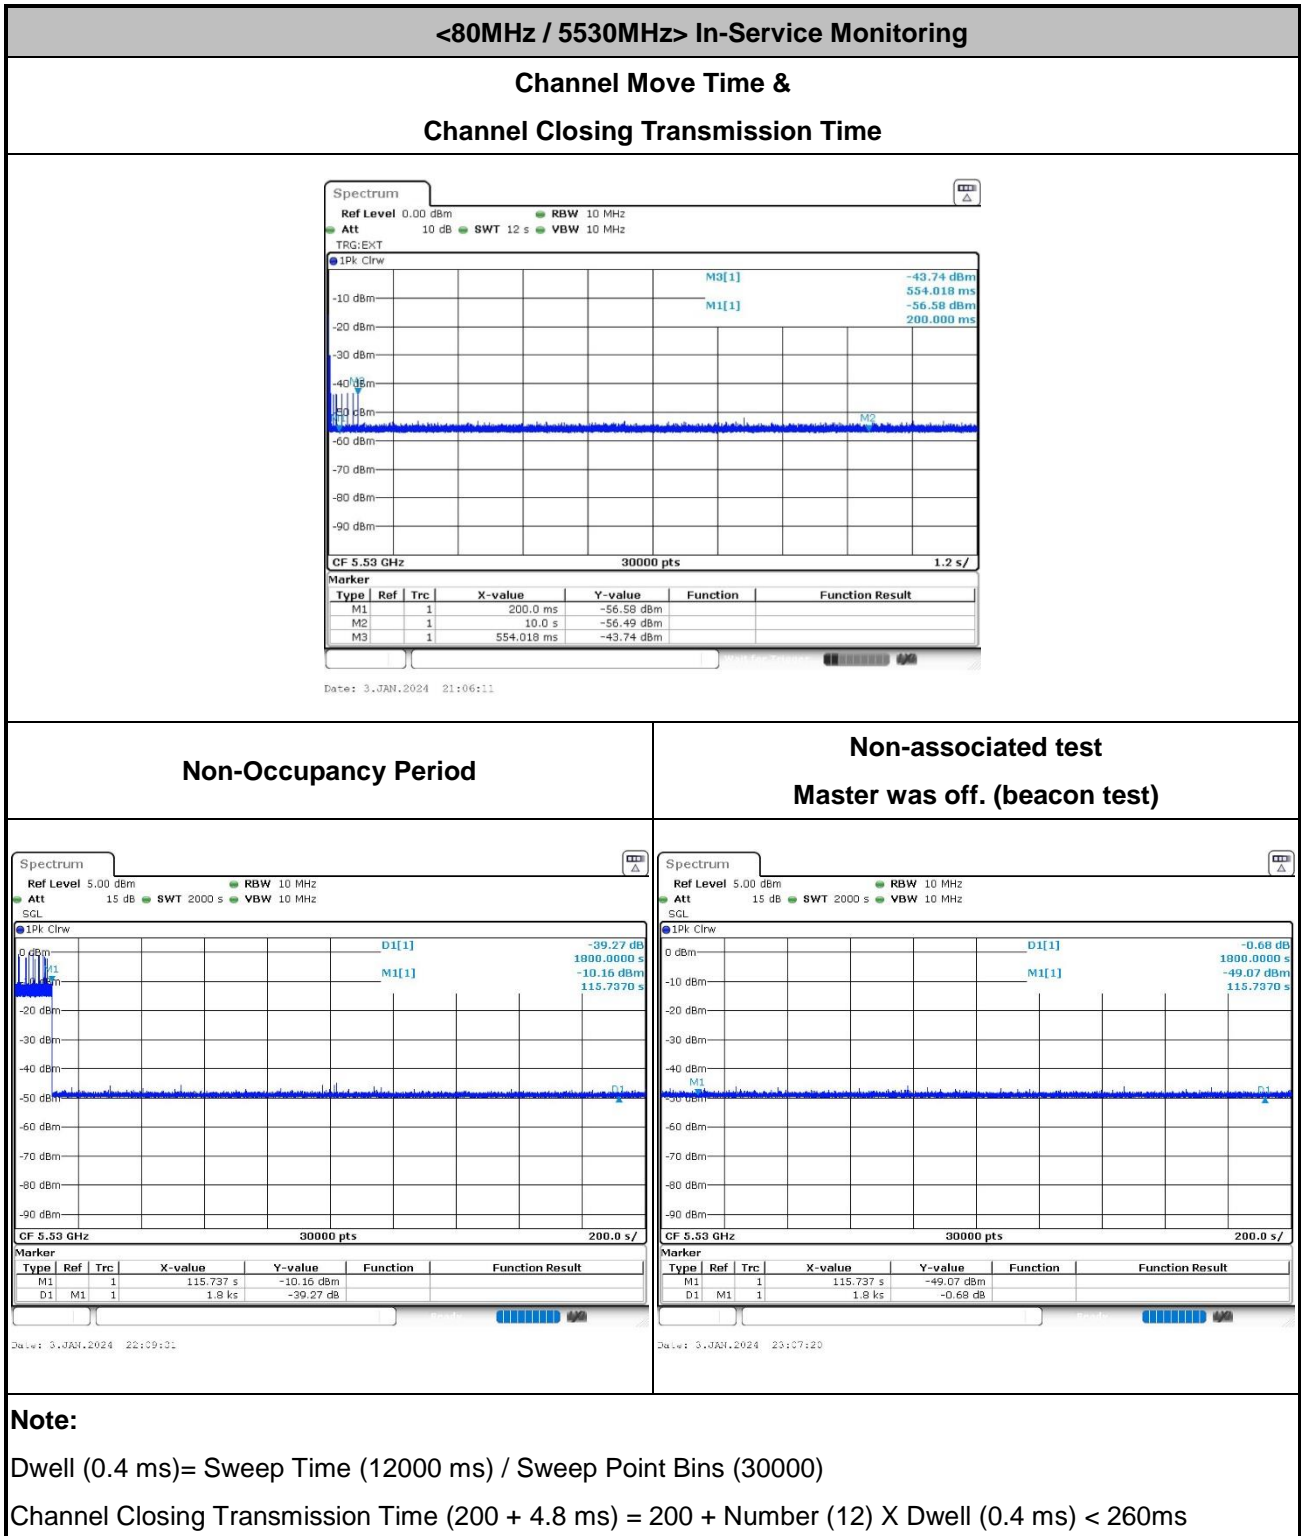 <80MHz / 5530MHz> In-Service Monitoring
Channel Move Time &
Channel Closing Transmission Time
Spectrum
Ref Level 0.00 dBm RBW 10 MHz
Att 10 dB SWT 12 s VBW 10 MHz
TRG:EXT
1Pk Clrw
M3[1] -43.74 dBm
554.018 ms
-10 dBm
M1[1] -56.58 dBm
200.000 ms
-20 dBm
-30 dBm
-40 dBm
M2
-60 dBm
-70 dBm
-80 dBm
-90 dBm
CF 5.53 GHz 30000 pts 1.2 s/
Marker
Type Ref Trc X-value Y-value Function Function Result
M1 1 200.0 ms -56.58 dBm
M2 1 10.0 s -56.49 dBm
M3 1 554.018 ms -43.74 dBm
Date: 3.JAN.2024 21:06:11
Non-Occupancy Period
Non-associated test
Master was off. (beacon test)
Spectrum
Ref Level 5.00 dBm RBW 10 MHz
Att 15 dB SWT 2000 s VBW 10 MHz
SGL
1Pk Clrw
0 dBm
D1[1] -39.27 dB
1800.0000 s
M1
M1[1] -10.16 dBm
115.7370 s
-20 dBm
-30 dBm
-40 dBm
D1
-50 dBm
-60 dBm
-70 dBm
-80 dBm
-90 dBm
CF 5.53 GHz 30000 pts 200.0 s/
Marker
Type Ref Trc X-value Y-value Function Function Result
M1 1 115.737 s -10.16 dBm
D1 M1 1 1.8 ks -39.27 dB
Date: 3.JAN.2024 22:09:01
Spectrum
Ref Level 5.00 dBm RBW 10 MHz
Att 15 dB SWT 2000 s VBW 10 MHz
SGL
1Pk Clrw
0 dBm
D1[1] -0.68 dB
1800.0000 s
-10 dBm
M1[1] -49.07 dBm
115.7370 s
-20 dBm
-30 dBm
-40 dBm
M1
D1
-50 dBm
-60 dBm
-70 dBm
-80 dBm
-90 dBm
CF 5.53 GHz 30000 pts 200.0 s/
Marker
Type Ref Trc X-value Y-value Function Function Result
M1 1 115.737 s -49.07 dBm
D1 M1 1 1.8 ks -0.68 dB
Date: 3.JAN.2024 23:07:20
Note:
Dwell (0.4 ms)= Sweep Time (12000 ms) / Sweep Point Bins (30000)
Channel Closing Transmission Time (200 + 4.8 ms) = 200 + Number (12) X Dwell (0.4 ms) < 260ms